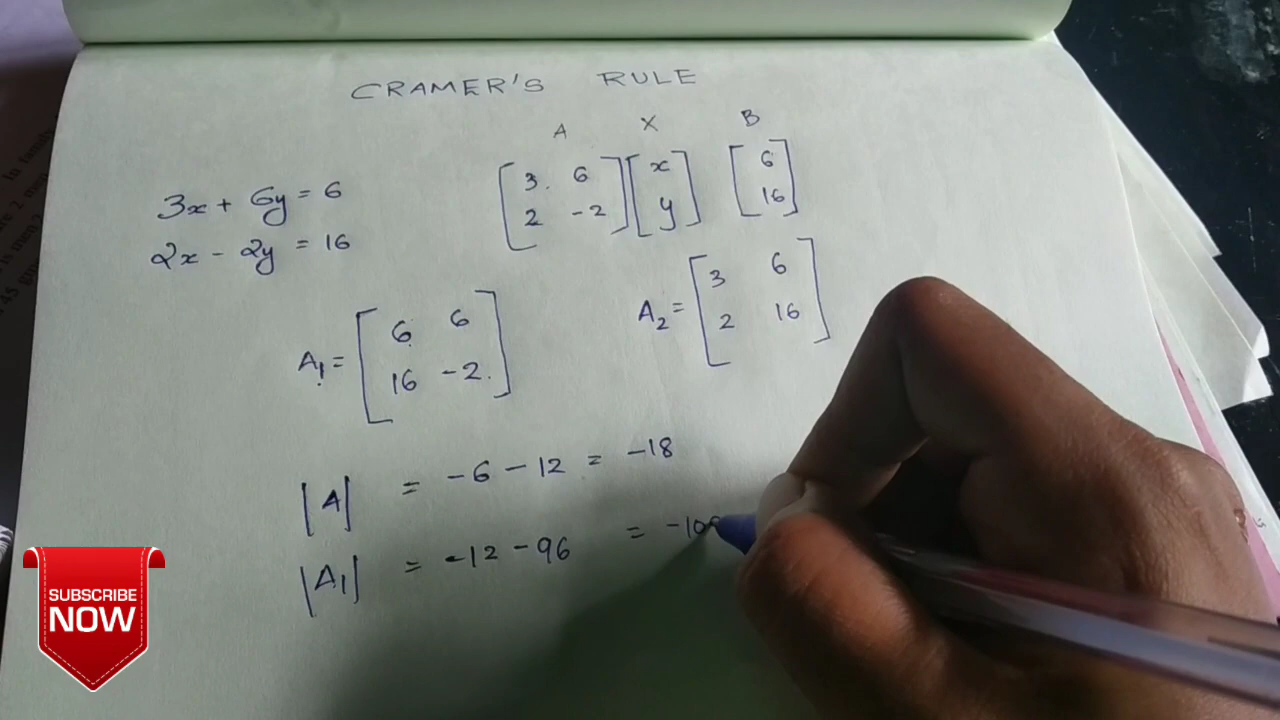 CRAMER'S RULE
A X B
3x + 6y = 6
2x - 2y = 16
[3. 6] [x] [6]
[2 -2] [y] [16]
A1 = [6 6]
[16 -2.]
A2 = [3 6]
[2 16]
|A| = -6 - 12 = -18
|A1| = -12 - 96 = -108
SUBSCRIBE
NOW